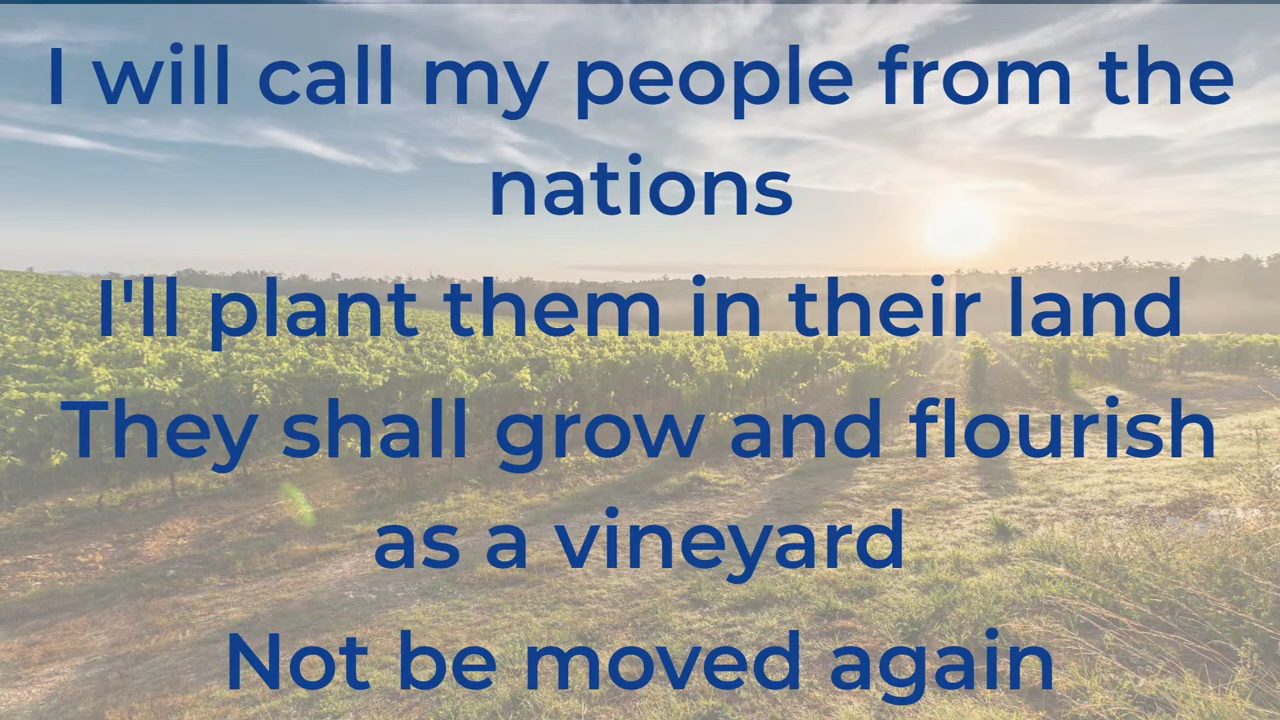 I will call my people from the
nations
I'll plant them in their land
They shall grow and flourish
as a vineyard
Not be moved again